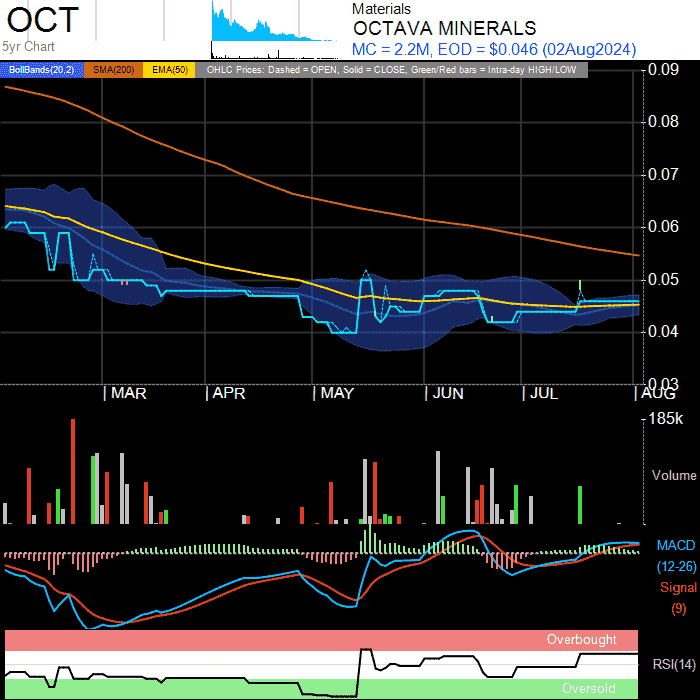 OCT
5yr Chart
Materials
OCTAVA MINERALS
MC = 2.2M, EOD = $0.046 (02Aug2024)
BollBands(20,2) SMA(200) EMA(50) OHLC Prices: Dashed = OPEN, Solid = CLOSE, Green/Red bars = Intra-day HIGH/LOW
0.09
0.08
0.07
0.06
0.05
0.04
0.03
MAR APR MAY JUN JUL AUG
185k
Volume
MACD
(12-26)
Signal
(9)
Overbought
RSI(14)
Oversold